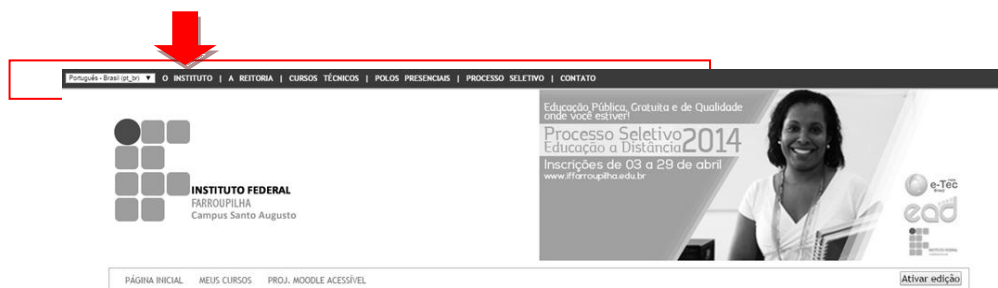 Português - Brasil (pt_br) ▼ O INSTITUTO | A REITORIA | CURSOS TÉCNICOS | POLOS PRESENCIAIS | PROCESSO SELETIVO | CONTATO
Educação Pública, Gratuita e de Qualidade
onde você estiver!
Processo Seletivo
Educação a Distância 2014
Inscrições de 03 a 29 de abril
www.iffarroupilha.edu.br
INSTITUTO FEDERAL
FARROUPILHA
Campus Santo Augusto
e-Tec
ead
PÁGINA INICIAL MEUS CURSOS PROJ. MOODLE ACESSÍVEL Ativar edição